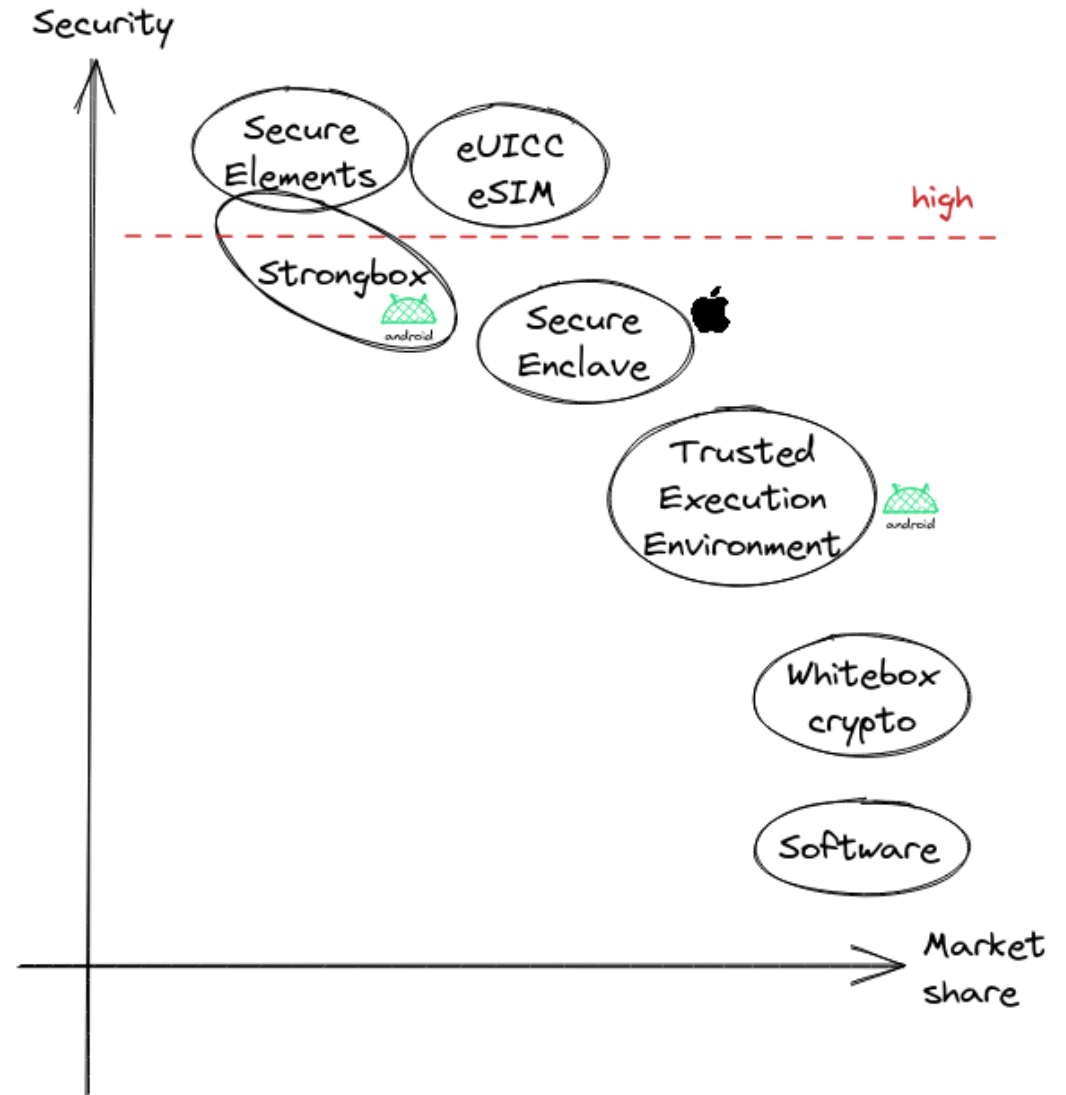 Security
Secure
Elements
eUICC
eSIM
high
Strongbox
android
Secure
Enclave
Trusted
Execution
Environment
android
Whitebox
crypto
Software
Market
share